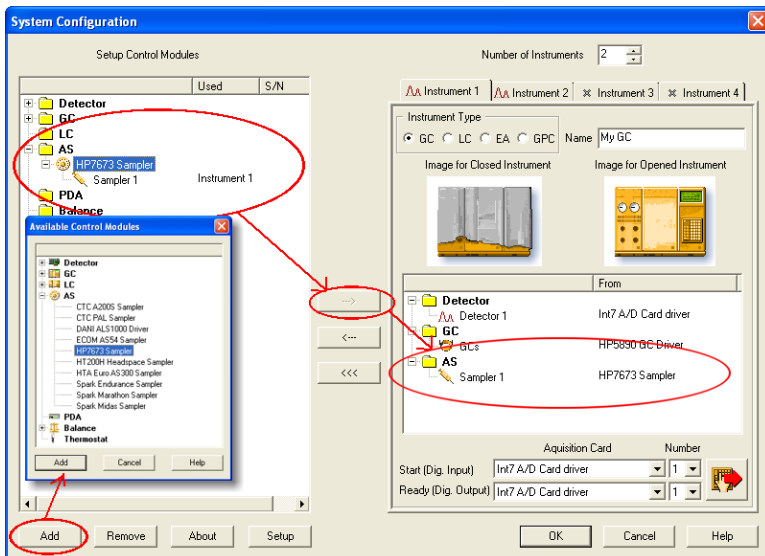 System Configuration
Setup Control Modules
Number of Instruments 2
Used S/N
Detector
GC
LC
AS
HP7673 Sampler
Sampler 1 Instrument 1
PDA
Balance
Available Control Modules
Detector
GC
LC
AS
CTC A200S Sampler
CTC PAL Sampler
DANI ALS1000 Driver
ECOM AS54 Sampler
HP7673 Sampler
HT200H Headspace Sampler
HTA Euro AS300 Sampler
Spark Endurance Sampler
Spark Marathon Sampler
Spark Midas Sampler
PDA
Balance
Thermostat
Add Cancel Help
Add Remove About Setup
--->
<---
<<<
Instrument 1 Instrument 2 Instrument 3 Instrument 4
Instrument Type
GC LC EA GPC Name My GC
Image for Closed Instrument Image for Opened Instrument
From
Detector
Detector 1 Int7 A/D Card driver
GC
GCs HP5890 GC Driver
AS
Sampler 1 HP7673 Sampler
Aquisition Card Number
Start (Dig. Input) Int7 A/D Card driver 1
Ready (Dig. Output) Int7 A/D Card driver 1
OK Cancel Help